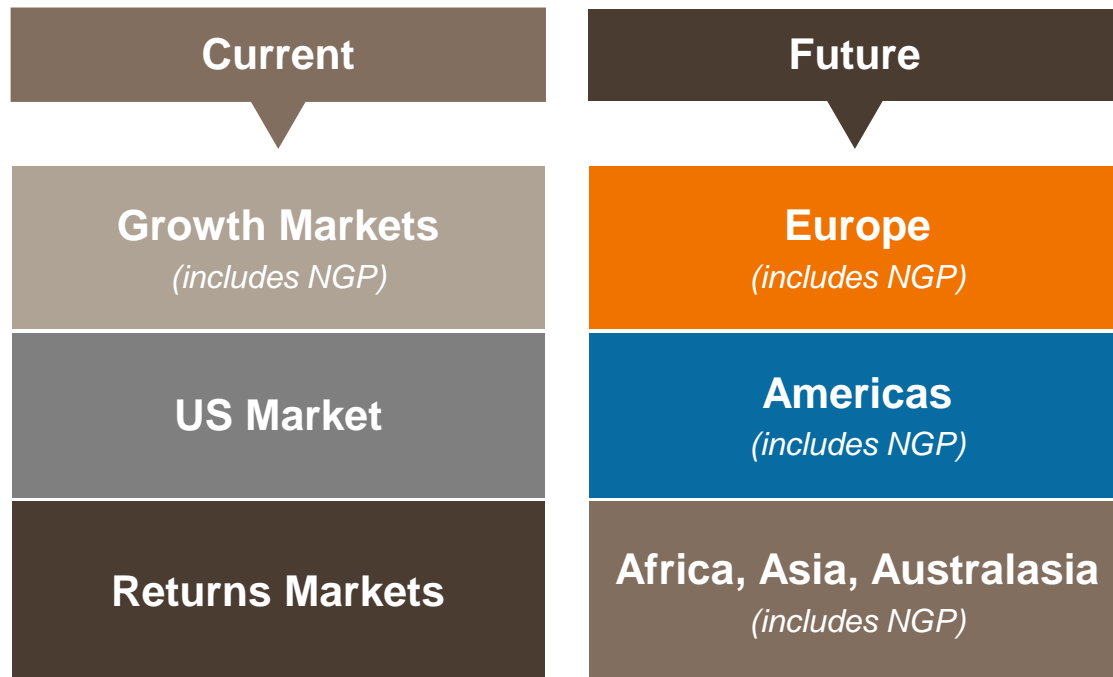 Current
Growth Markets
(includes NGP)
US Market
Returns Markets
Future
Europe
(includes NGP)
Americas
(includes NGP)
Africa, Asia, Australasia
(includes NGP)